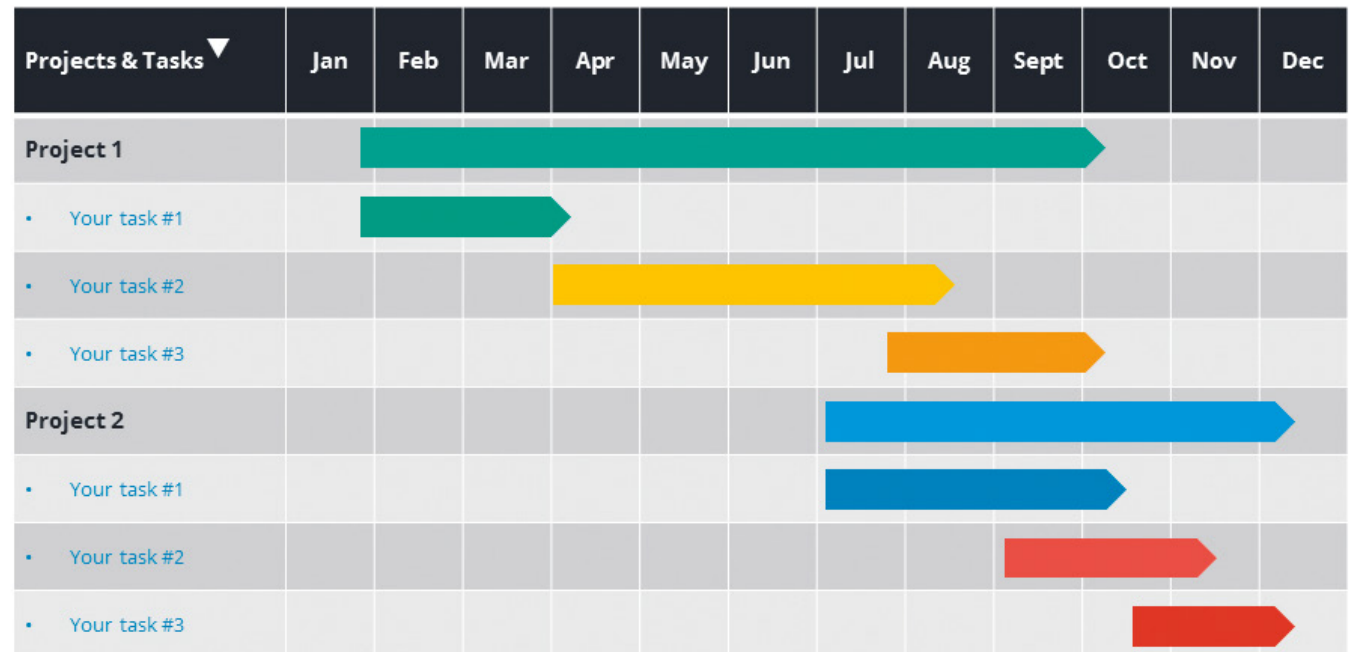 Projects & Tasks ▼ Jan Feb Mar Apr May Jun Jul Aug Sept Oct Nov Dec
Project 1
• Your task #1
• Your task #2
• Your task #3
Project 2
• Your task #1
• Your task #2
• Your task #3